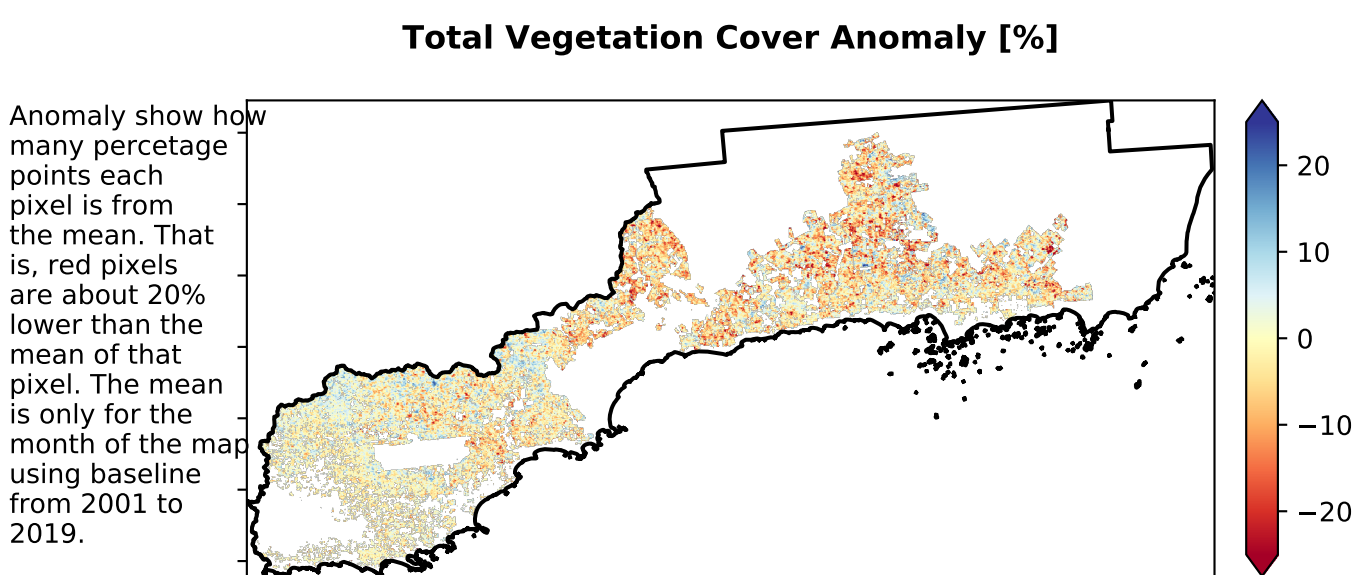 Total Vegetation Cover Anomaly [%]
Anomaly show how
many percetage
points each
pixel is from
the mean. That
is, red pixels
are about 20%
lower than the
mean of that
pixel. The mean
is only for the
month of the map
using baseline
from 2001 to
2019.
20
10
0
−10
−20